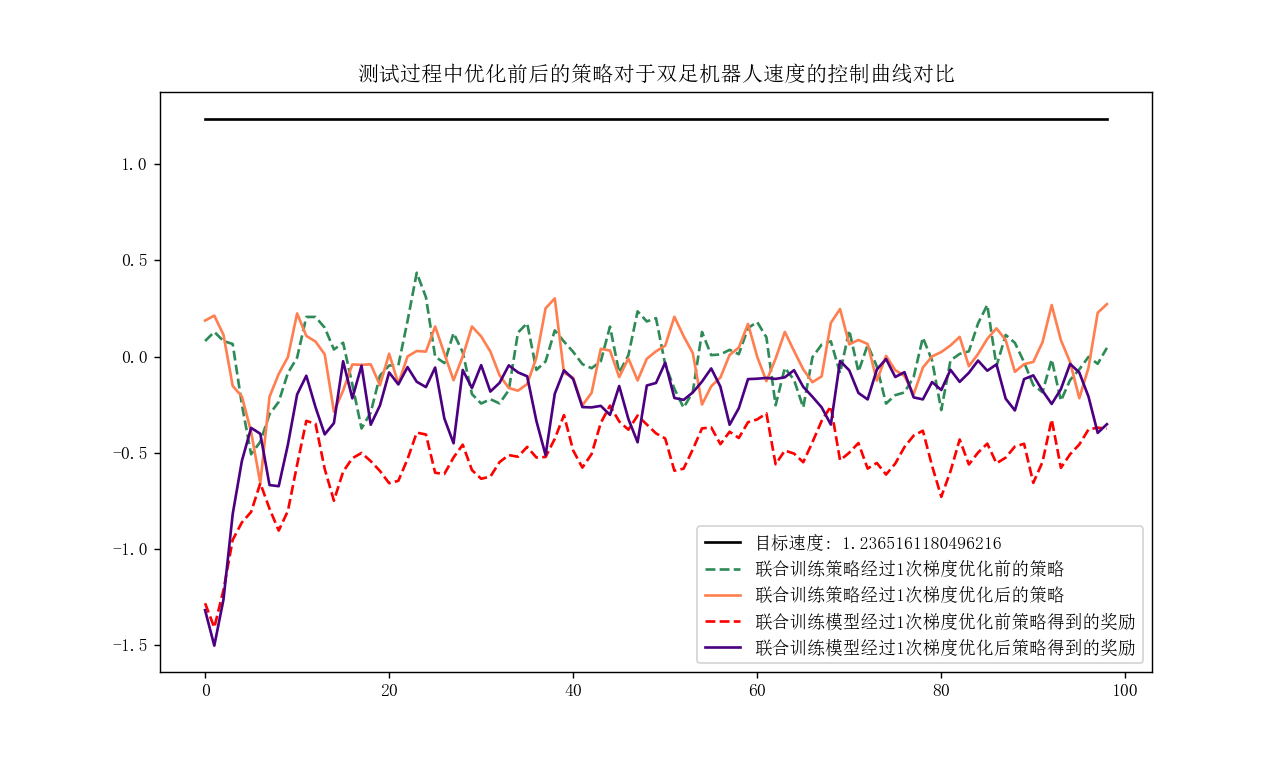 测试过程中优化前后的策略对于双足机器人速度的控制曲线对比
1.0
0.5
0.0
−0.5
−1.0
−1.5
目标速度: 1.2365161180496216
联合训练策略经过1次梯度优化前的策略
联合训练策略经过1次梯度优化后的策略
联合训练模型经过1次梯度优化前策略得到的奖励
联合训练模型经过1次梯度优化后策略得到的奖励
0 20 40 60 80 100